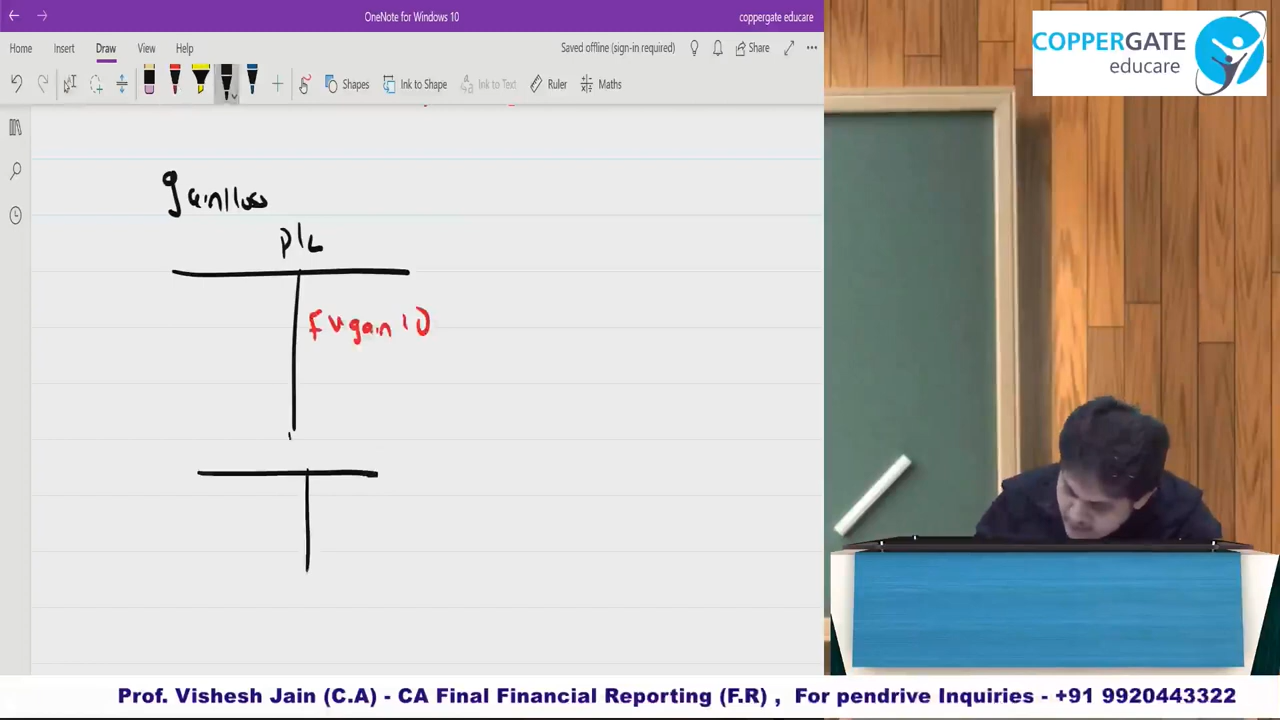 OneNote for Windows 10
coppergate educare
Home Insert Draw View Help
Saved offline (sign-in required)
Share
Shapes
Ink to Shape
Ink to Text
Ruler
Maths
COPPERGATE
educare
gain/loss
P/L
FV gain 10
Prof. Vishesh Jain (C.A) - CA Final Financial Reporting (F.R) , For pendrive Inquiries - +91 9920443322